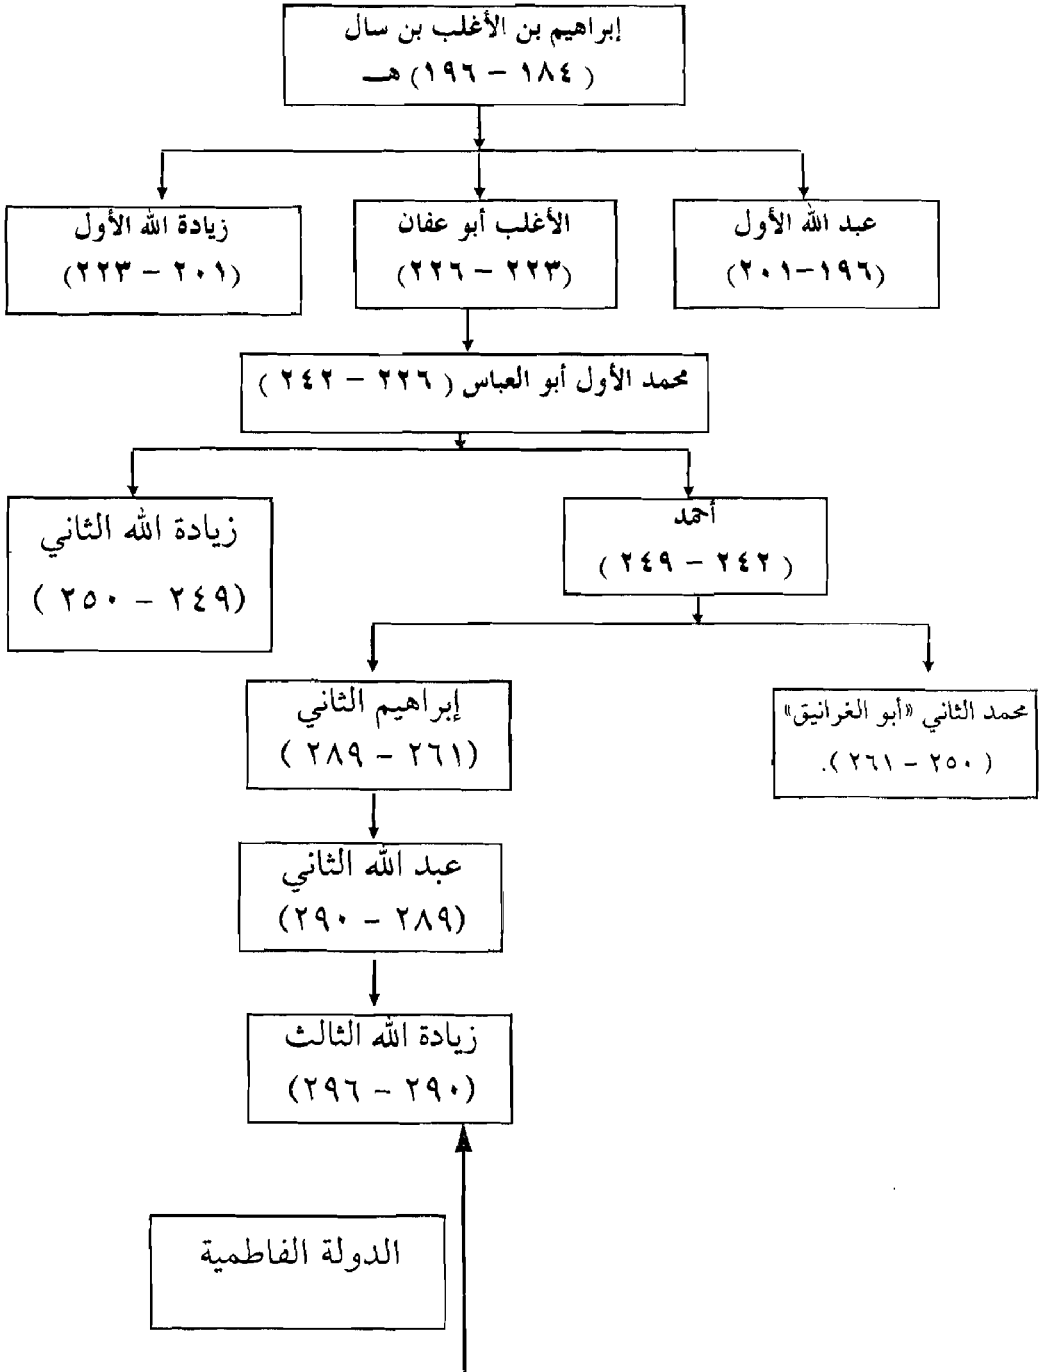 إبراهيم بن الأغلب بن سال
( ١٨٤ – ١٩٦) هـــ
عبد الله الأول
(١٩٦–٢٠١)
الأغلب أبو عفان
(٢٢٣ – ٢٢٦)
زيادة الله الأول
(٢٠١ – ٢٢٣)
محمد الأول أبو العباس ( ٢٢٦ – ٢٤٢ )
أحمد
( ٢٤٢ – ٢٤٩ )
زيادة الله الثاني
(٢٤٩ – ٢٥٠ )
محمد الثاني «أبو الغرانيق»
( ٢٥٠ – ٢٦١ ).
إبراهيم الثاني
(٢٦١ – ٢٨٩ )
عبد الله الثاني
(٢٨٩ – ٢٩٠)
زيادة الله الثالث
(٢٩٠ – ٢٩٦)
الدولة الفاطمية